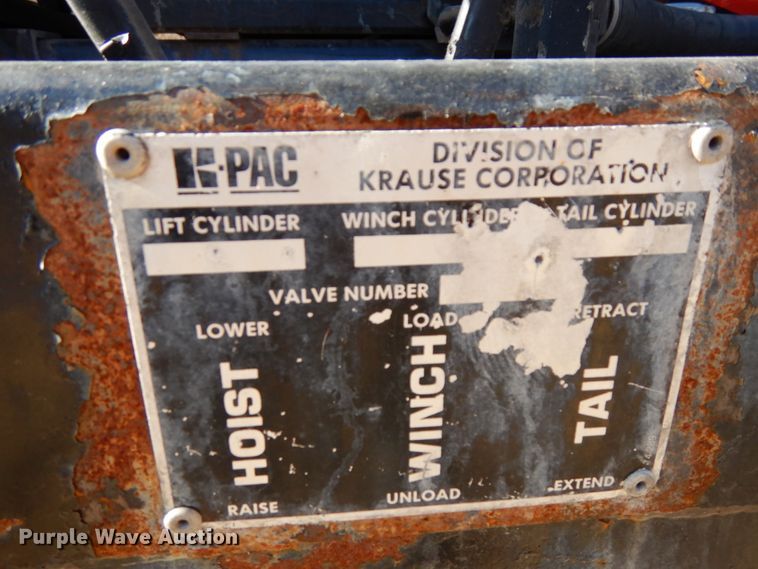 K-PAC
DIVISION OF
KRAUSE CORPORATION
LIFT CYLINDER
WINCH CYLINDER
TAIL CYLINDER
VALVE NUMBER
LOWER
LOAD
RETRACT
HOIST
WINCH
TAIL
RAISE
UNLOAD
EXTEND
Purple Wave Auction